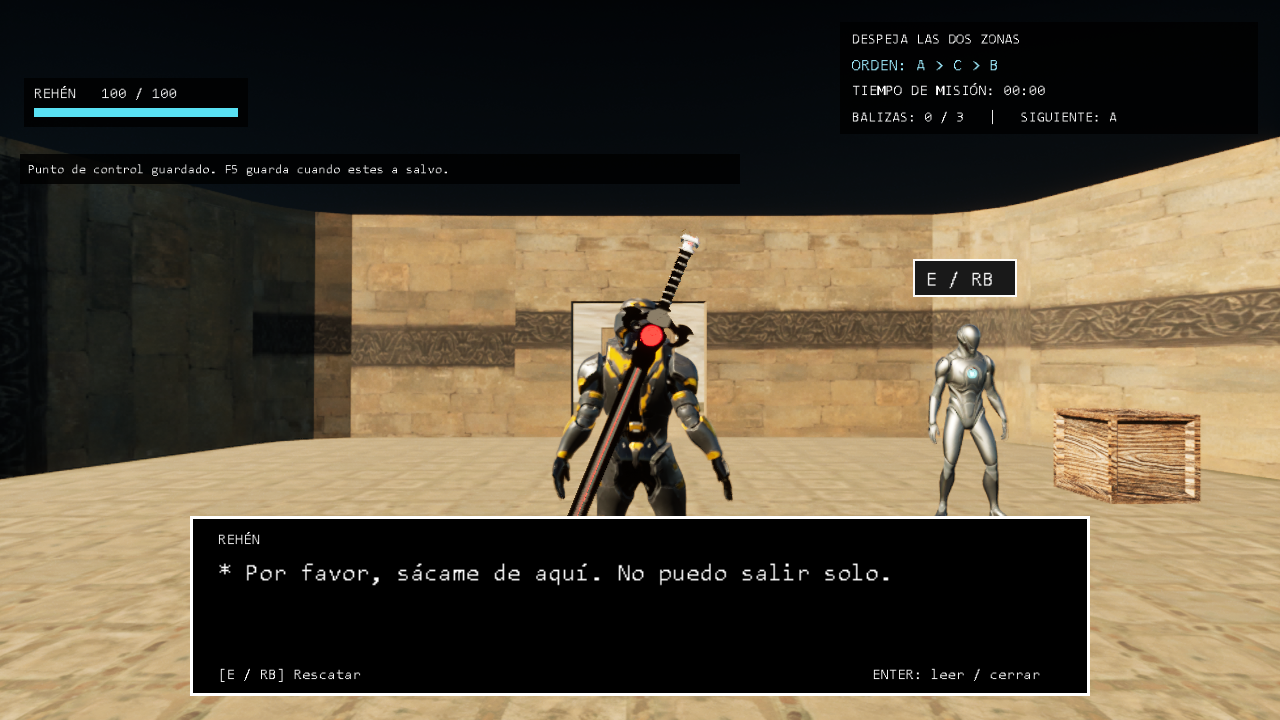 DESPEJA LAS DOS ZONAS
ORDEN: A > C > B
TIEMPO DE MISIÓN: 00:00
BALIZAS: 0 / 3 | SIGUIENTE: A
REHÉN 100 / 100
Punto de control guardado. F5 guarda cuando estes a salvo.
E / RB
REHÉN
* Por favor, sácame de aquí. No puedo salir solo.
[E / RB] Rescatar
ENTER: leer / cerrar